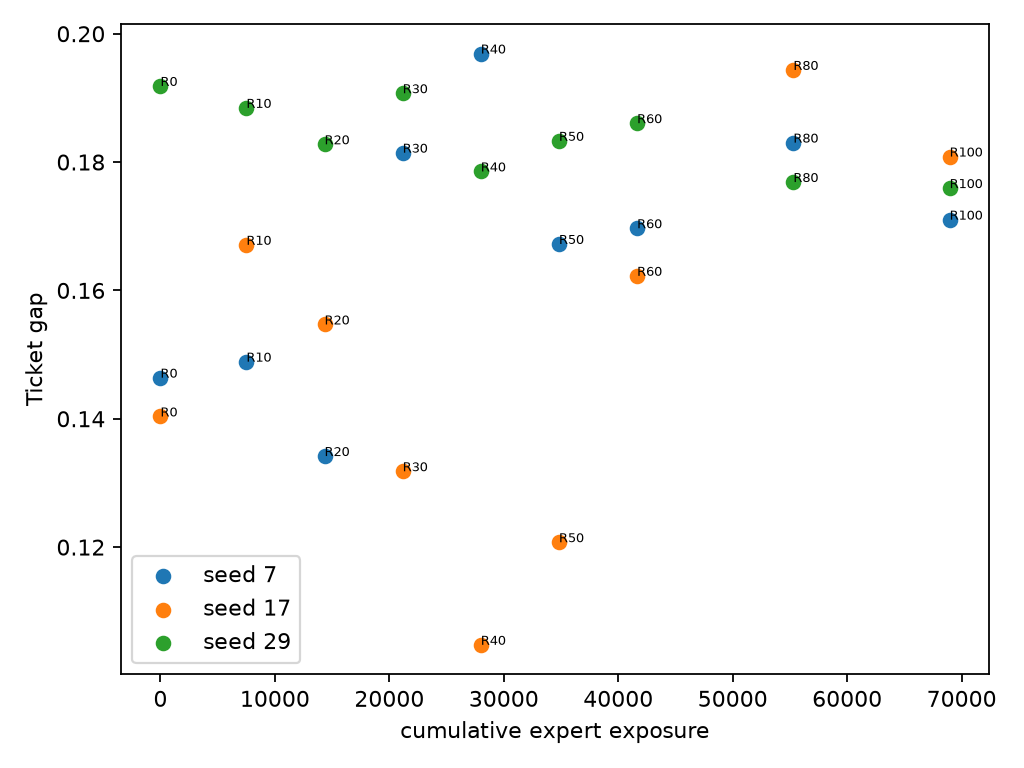 0.20
0.18
0.16
0.14
0.12
Ticket gap
R0
R10
R20
R30
R40
R50
R60
R80
R100
R0
R10
R20
R30
R40
R50
R60
R80
R100
R0
R10
R20
R30
R40
R50
R60
R80
R100
seed 7
seed 17
seed 29
0
10000
20000
30000
40000
50000
60000
70000
cumulative expert exposure